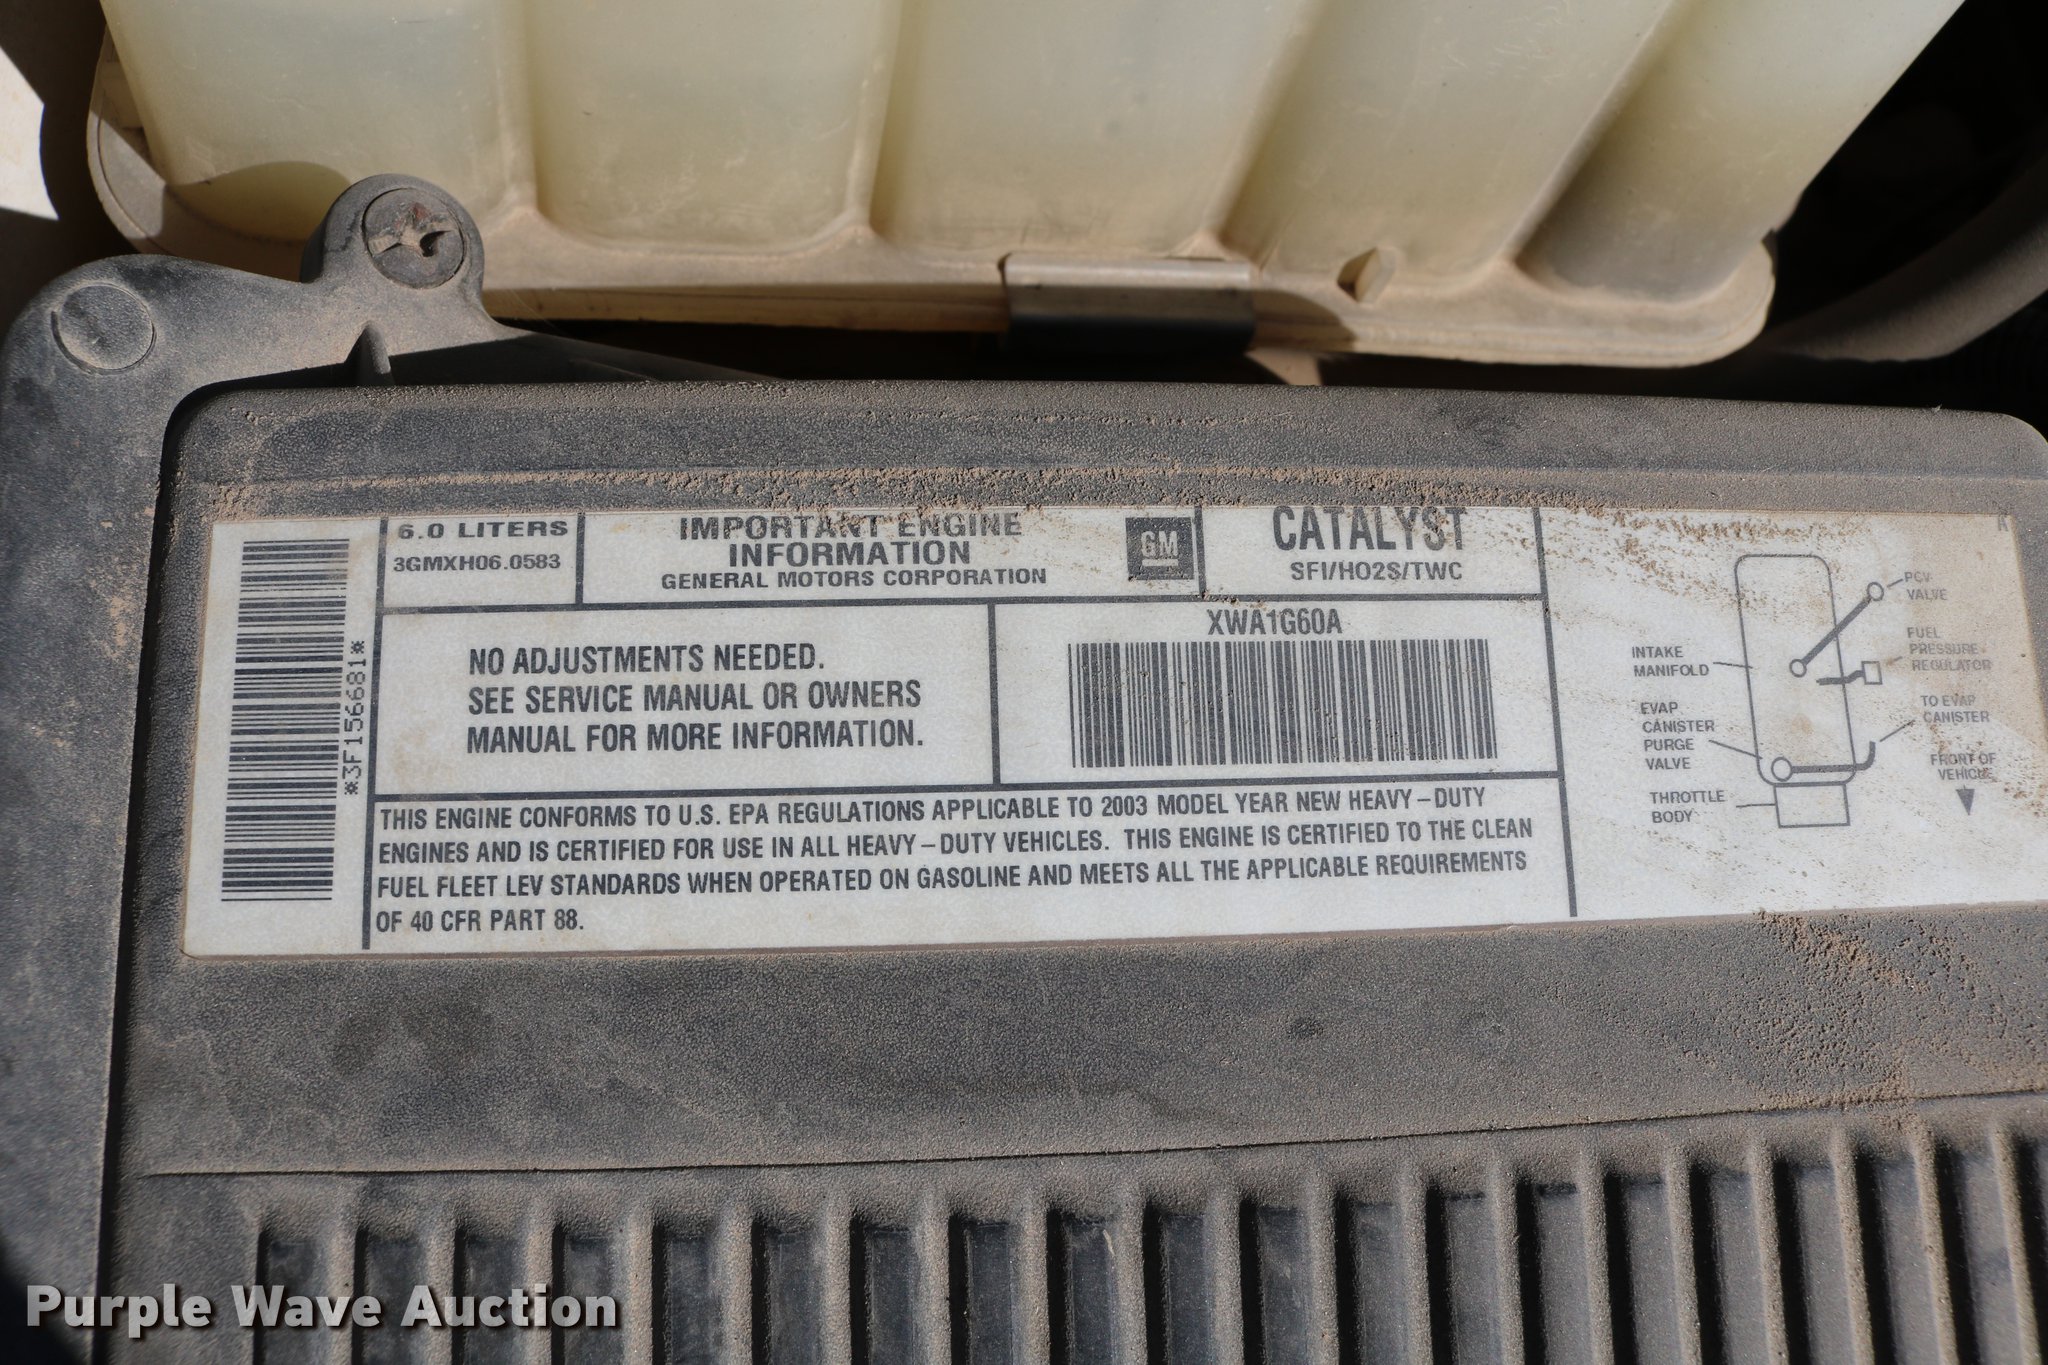 6.0 LITERS
3GMXH06.0583
IMPORTANT ENGINE
INFORMATION
GENERAL MOTORS CORPORATION
GM
CATALYST
SFI/HO2S/TWC
*3F156681*
NO ADJUSTMENTS NEEDED.
SEE SERVICE MANUAL OR OWNERS
MANUAL FOR MORE INFORMATION.
XWA1G60A
THIS ENGINE CONFORMS TO U.S. EPA REGULATIONS APPLICABLE TO 2003 MODEL YEAR NEW HEAVY-DUTY
ENGINES AND IS CERTIFIED FOR USE IN ALL HEAVY-DUTY VEHICLES. THIS ENGINE IS CERTIFIED TO THE CLEAN
FUEL FLEET LEV STANDARDS WHEN OPERATED ON GASOLINE AND MEETS ALL THE APPLICABLE REQUIREMENTS
OF 40 CFR PART 88.
A
PCV
VALVE
FUEL
PRESSURE
REGULATOR
INTAKE
MANIFOLD
TO EVAP
CANISTER
EVAP
CANISTER
PURGE
VALVE
FRONT OF
VEHICLE
THROTTLE
BODY
Purple Wave Auction